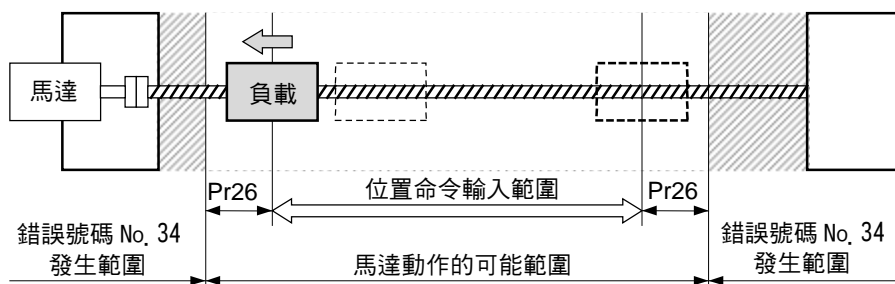 馬達
負載
Pr26
位置命令輸入範圍
Pr26
錯誤號碼 No. 34
發生範圍
馬達動作的可能範圍
錯誤號碼 No. 34
發生範圍